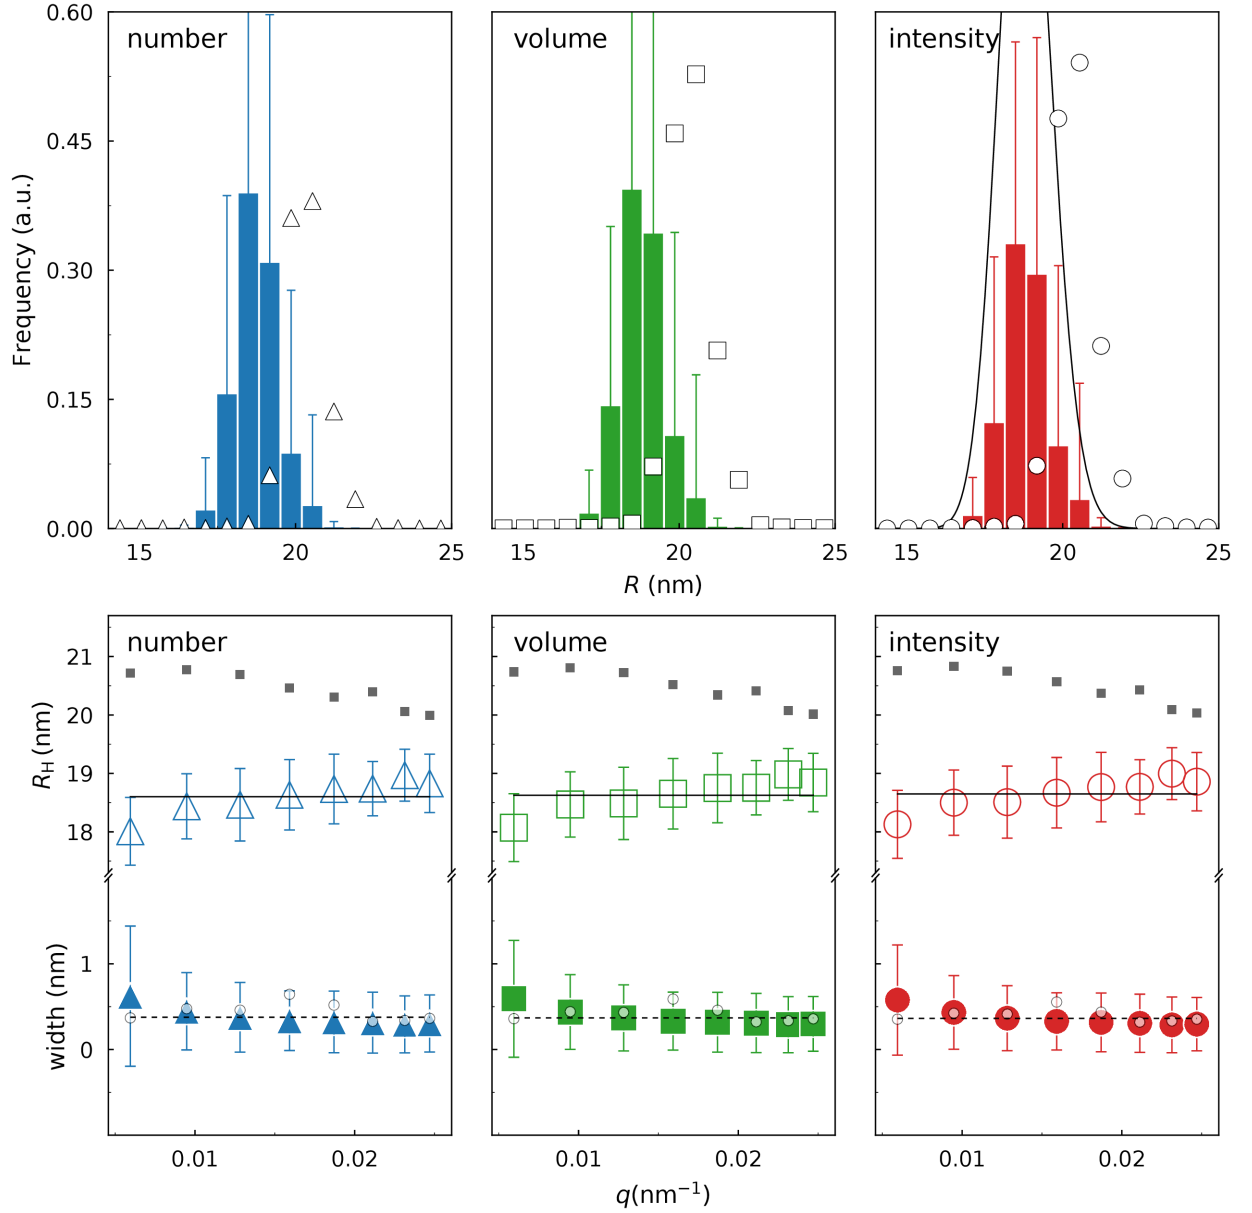 number
volume
intensity
0.60
0.45
0.30
0.15
0.00
Frequency (a.u.)
15 20 25
15 20 25
15 20 25
R (nm)
number
volume
intensity
21
20
19
18
R_H (nm)
1
0
width (nm)
0.01 0.02
0.01 0.02
0.01 0.02
q(nm⁻¹)